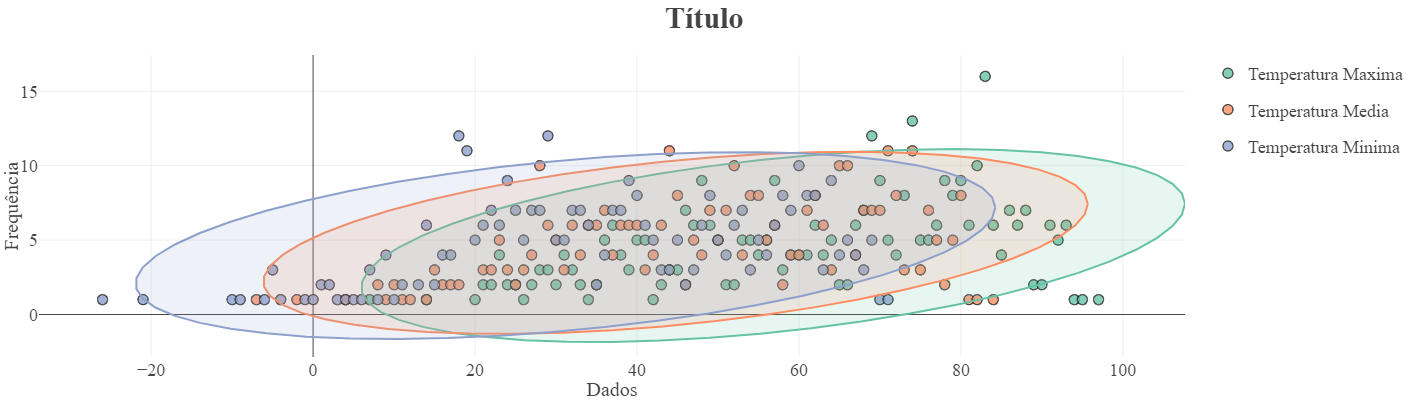 Título
Temperatura Maxima
Temperatura Media
Temperatura Minima
Frequência
15
10
5
0
−20 0 20 40 60 80 100
Dados